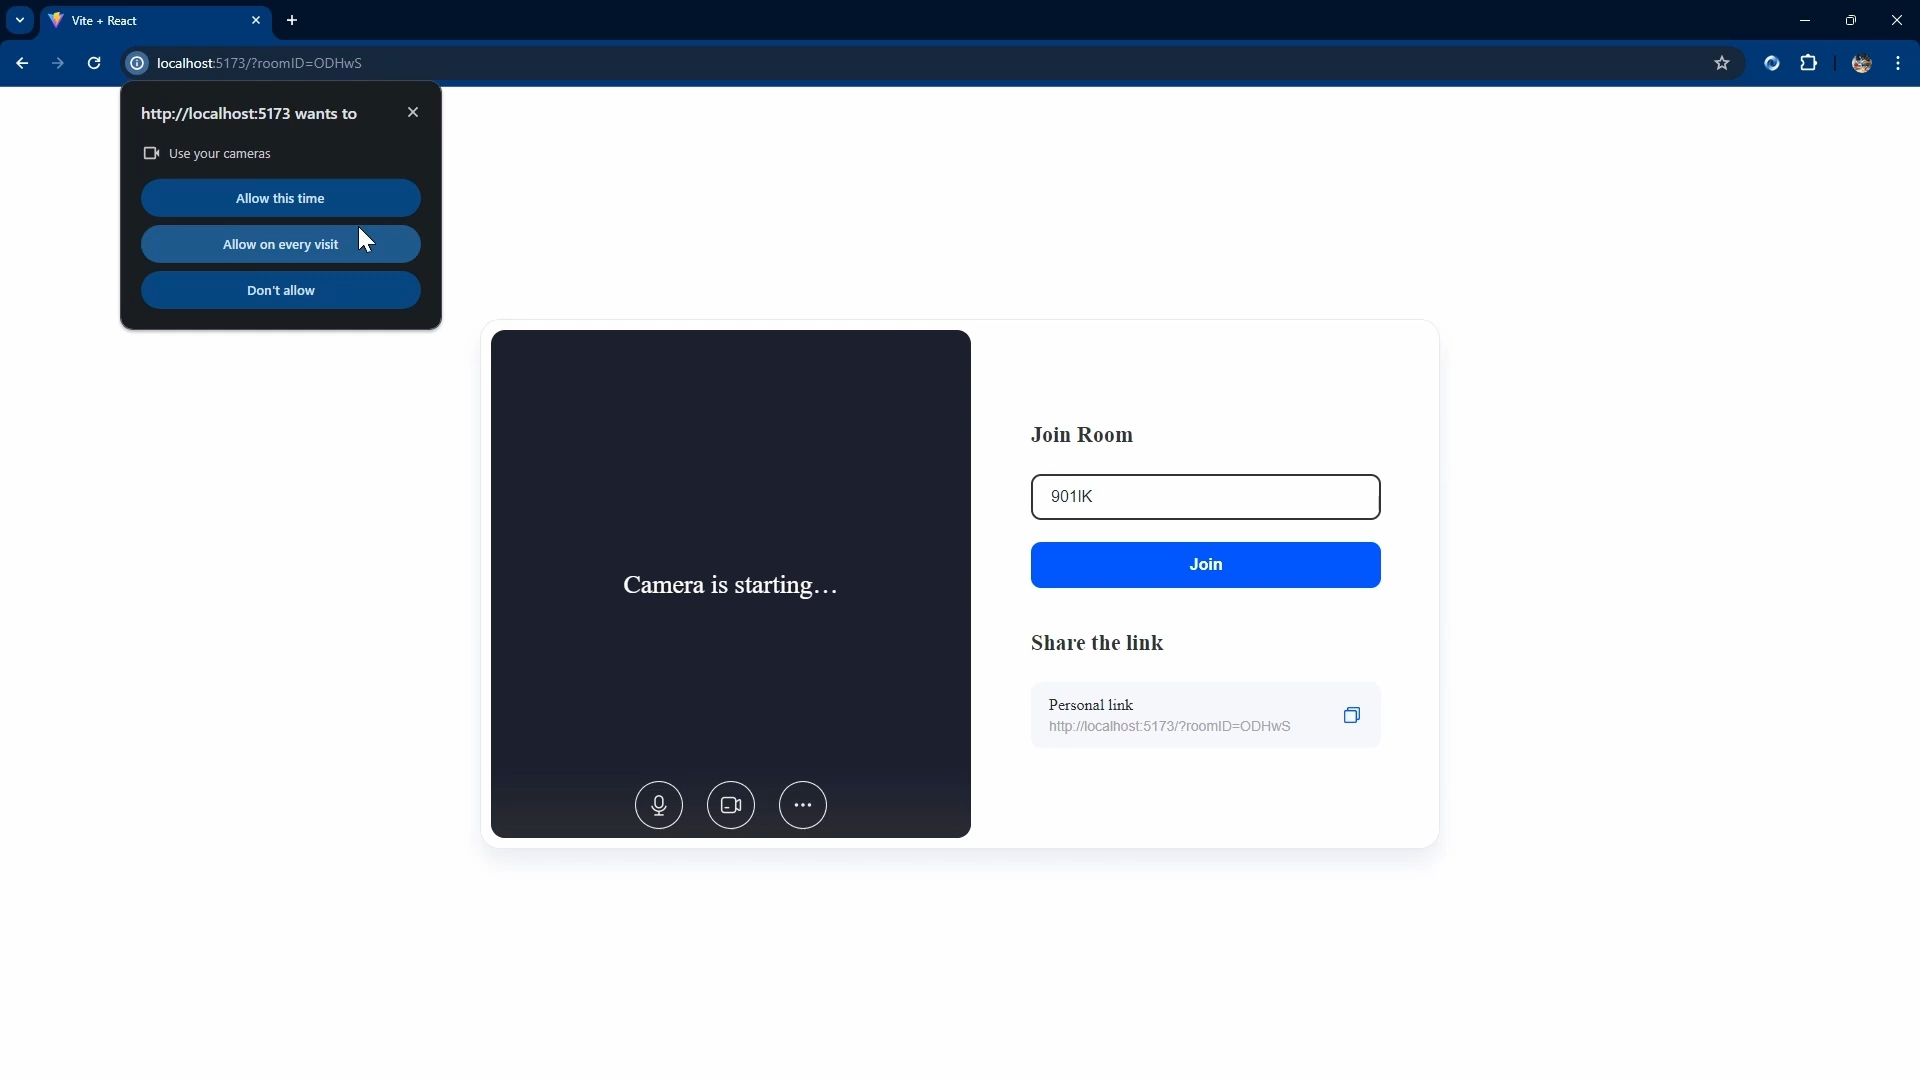 Vite + React
localhost:5173/?roomID=ODHwS
http://localhost:5173 wants to
Use your cameras
Allow this time
Allow on every visit
Don't allow
Camera is starting...
Join Room
901lK
Join
Share the link
Personal link
http://localhost:5173/?roomID=ODHwS